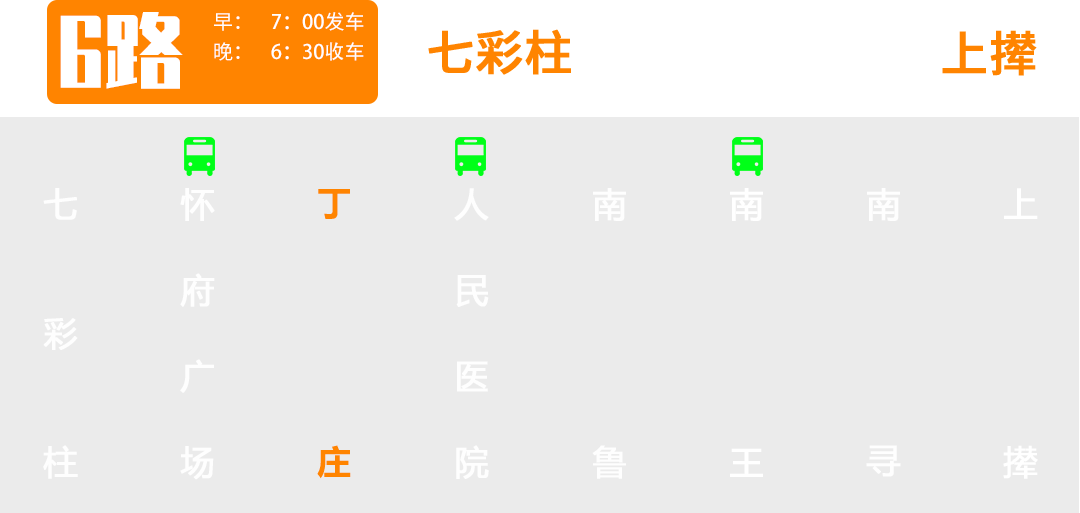 6路
早： 7：00发车
晚： 6：30收车
七彩柱
上撵
七彩柱
怀府广场
丁庄
人民医院
南鲁
南王
南寻
上撵